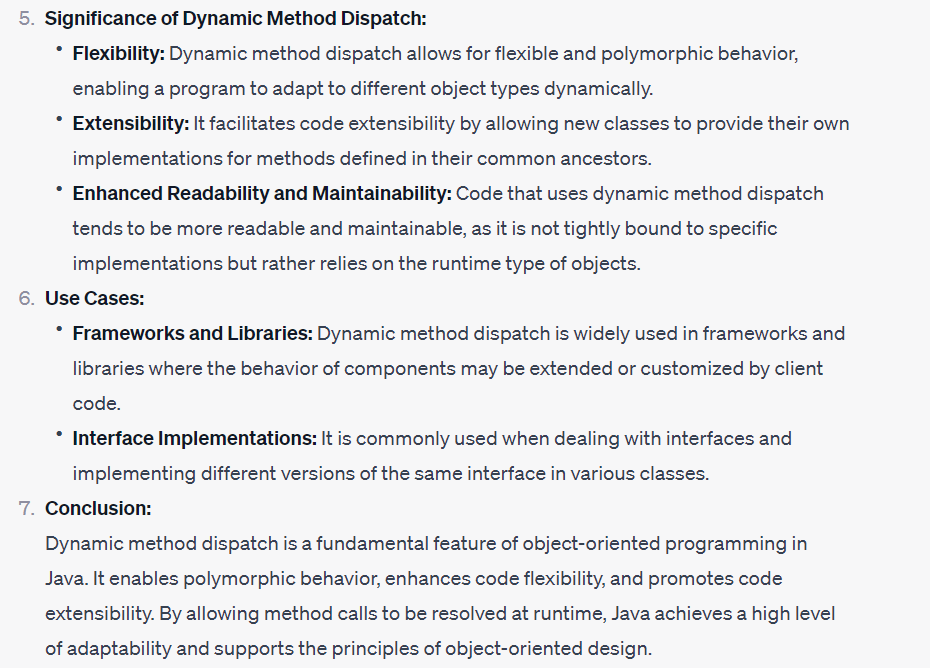 5. Significance of Dynamic Method Dispatch:
• Flexibility: Dynamic method dispatch allows for flexible and polymorphic behavior,
enabling a program to adapt to different object types dynamically.
• Extensibility: It facilitates code extensibility by allowing new classes to provide their own
implementations for methods defined in their common ancestors.
• Enhanced Readability and Maintainability: Code that uses dynamic method dispatch
tends to be more readable and maintainable, as it is not tightly bound to specific
implementations but rather relies on the runtime type of objects.
6. Use Cases:
• Frameworks and Libraries: Dynamic method dispatch is widely used in frameworks and
libraries where the behavior of components may be extended or customized by client
code.
• Interface Implementations: It is commonly used when dealing with interfaces and
implementing different versions of the same interface in various classes.
7. Conclusion:
Dynamic method dispatch is a fundamental feature of object-oriented programming in
Java. It enables polymorphic behavior, enhances code flexibility, and promotes code
extensibility. By allowing method calls to be resolved at runtime, Java achieves a high level
of adaptability and supports the principles of object-oriented design.